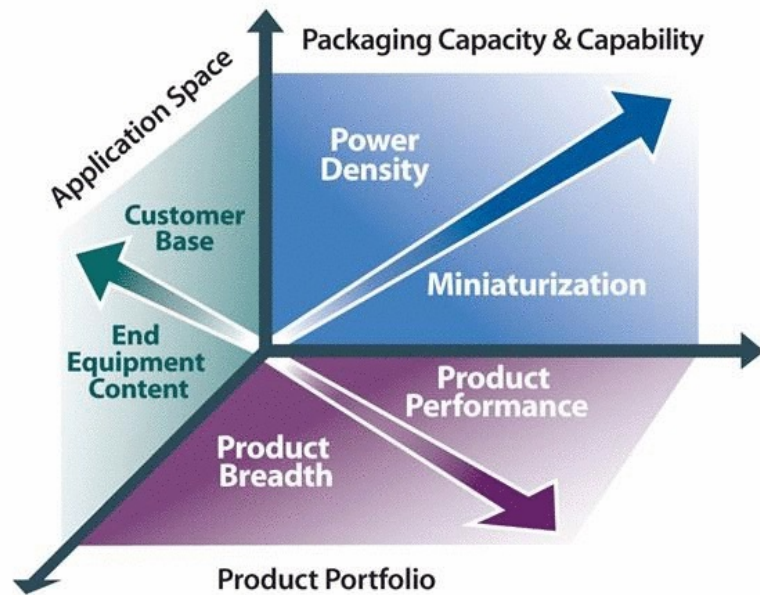 Packaging Capacity & Capability
Application Space
Power
Density
Customer
Base
Miniaturization
End
Equipment
Content
Product
Performance
Product
Breadth
Product Portfolio